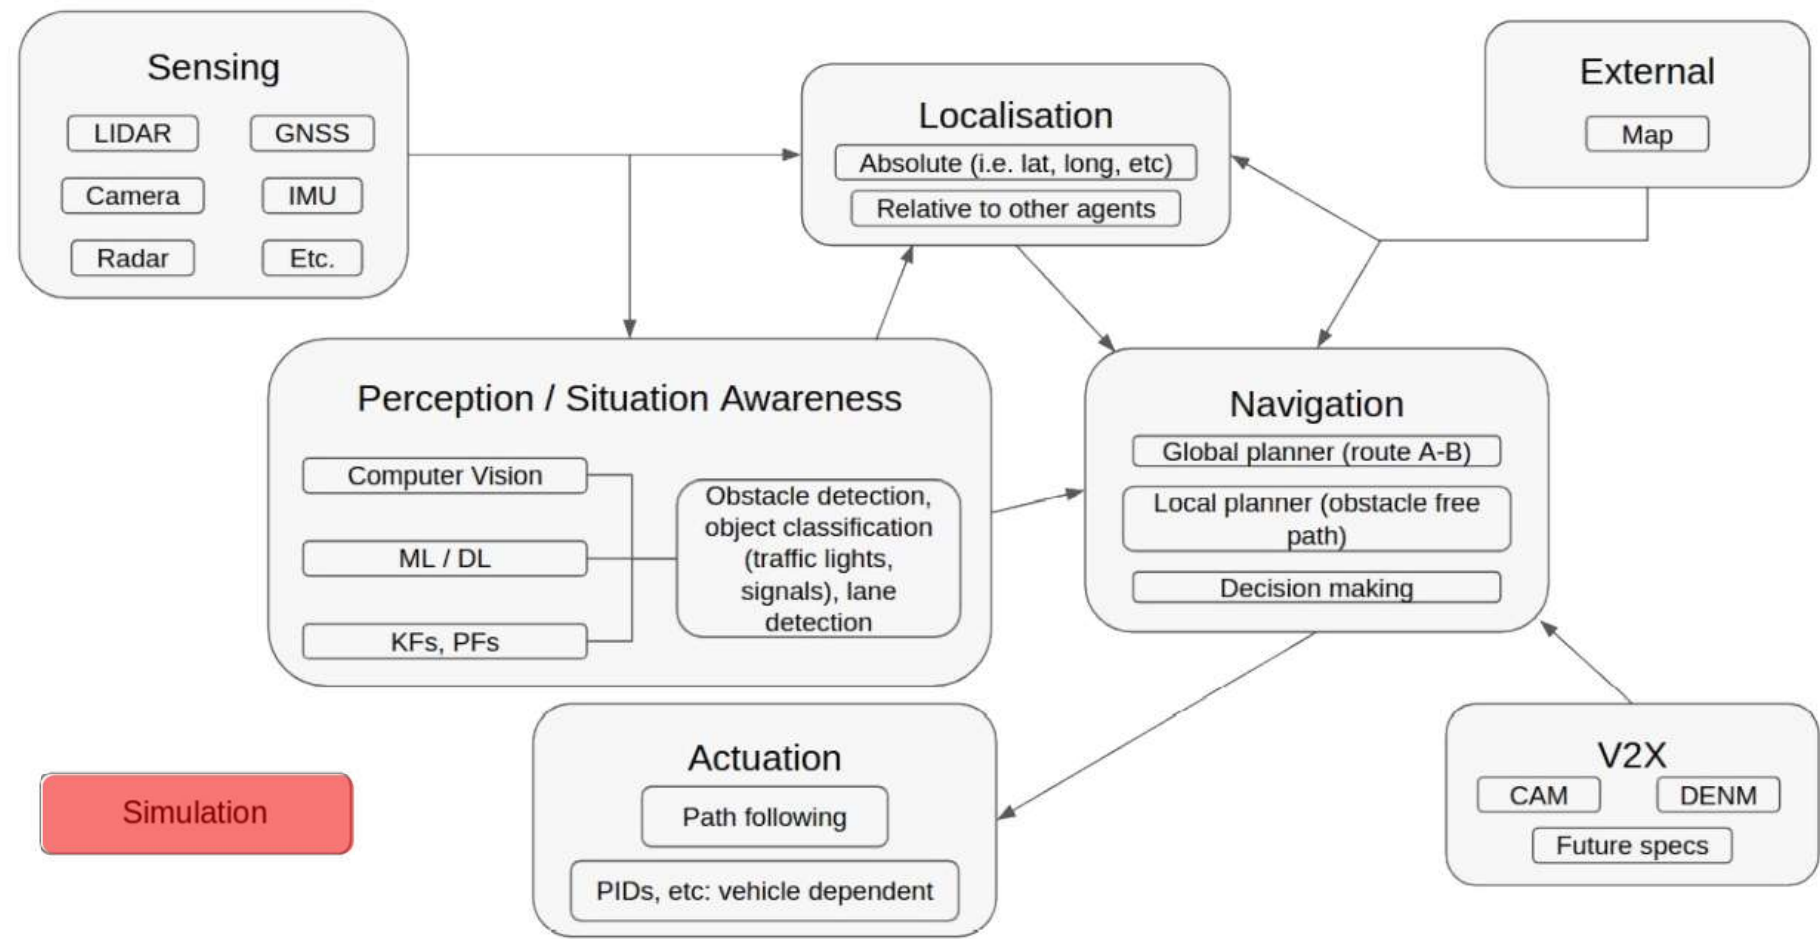 Sensing
LIDAR
GNSS
Camera
IMU
Radar
Etc.
Localisation
Absolute (i.e. lat, long, etc)
Relative to other agents
External
Map
Perception / Situation Awareness
Computer Vision
ML / DL
KFs, PFs
Obstacle detection,
object classification
(traffic lights,
signals), lane
detection
Navigation
Global planner (route A-B)
Local planner (obstacle free
path)
Decision making
Simulation
Actuation
Path following
PIDs, etc: vehicle dependent
V2X
CAM
DENM
Future specs